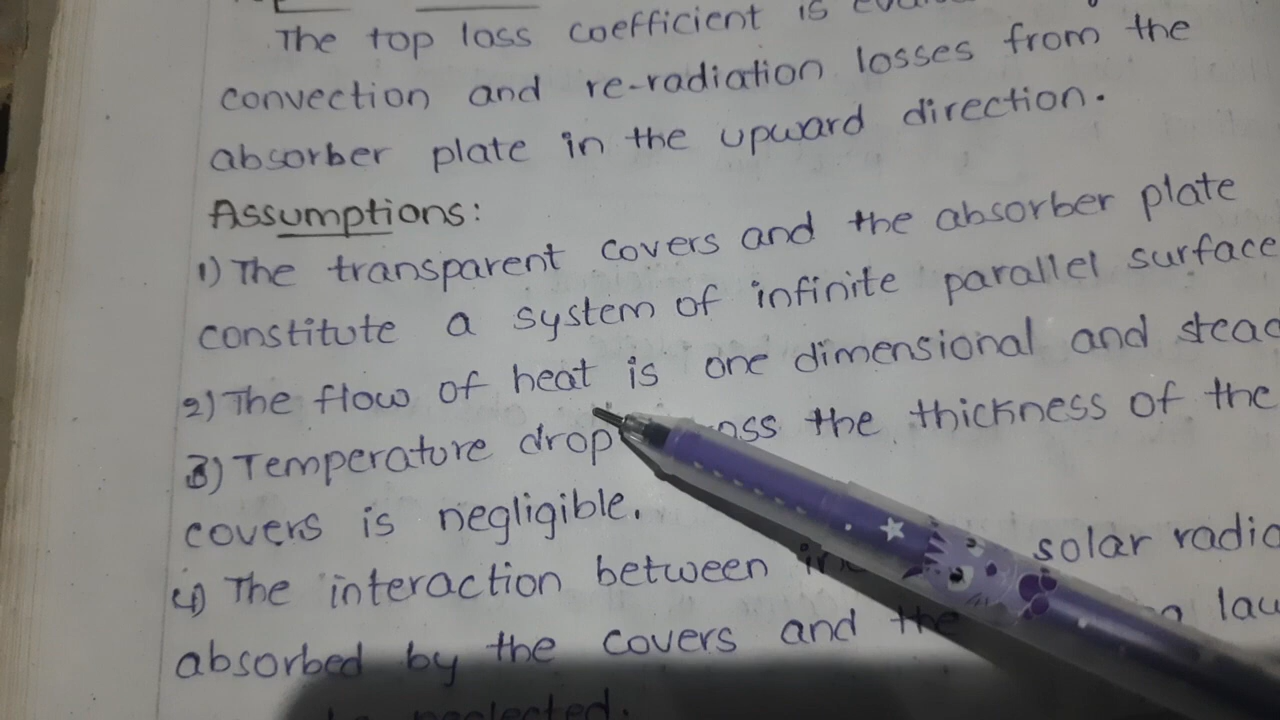 The top loss coefficient is
convection and re-radiation losses from the
absorber plate in the upward direction.
Assumptions:
1) The transparent covers and the absorber plate
constitute a system of infinite parallel surface
2) The flow of heat is one dimensional and stead
3) Temperature drop the thickness of the
covers is negligible.
4) The interaction between solar radia
absorbed by the covers and the
neglected.